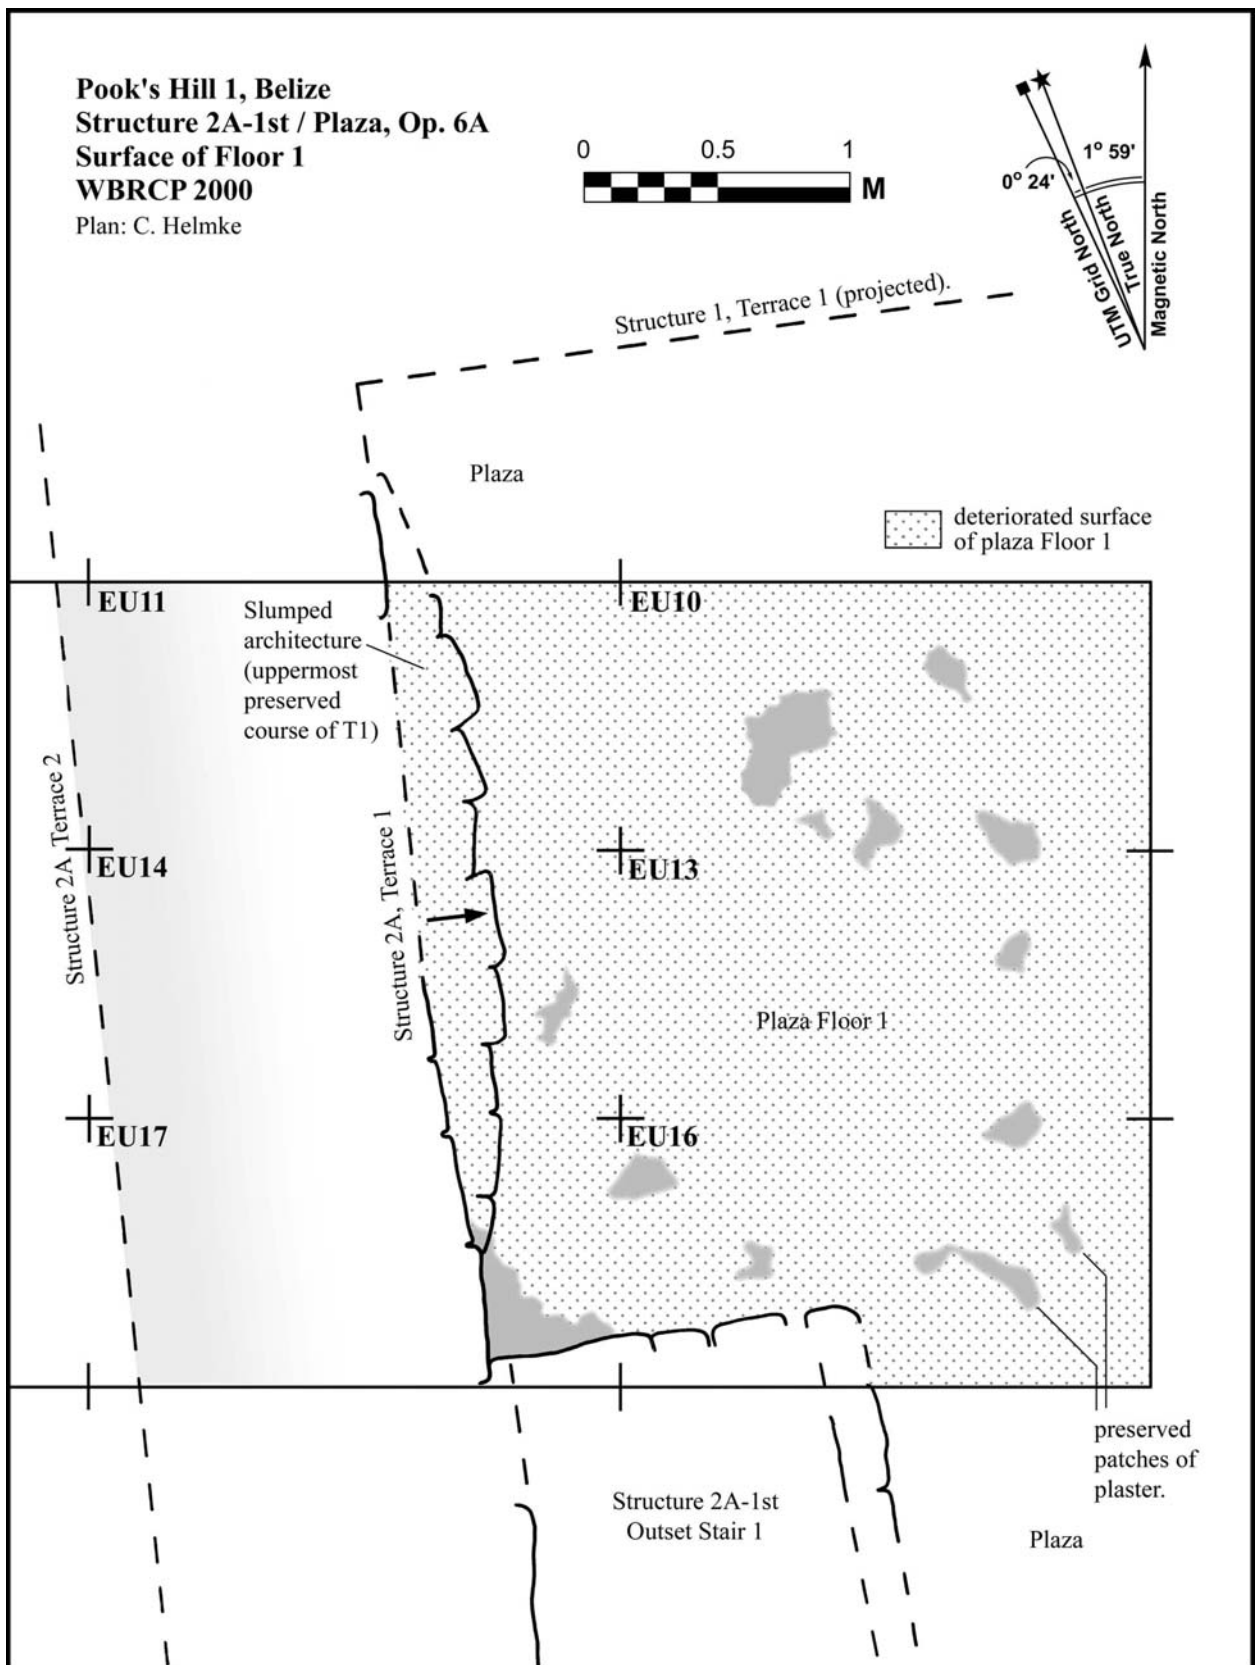 Pook's Hill 1, Belize
Structure 2A-1st / Plaza, Op. 6A
Surface of Floor 1
WBRCP 2000
Plan: C. Helmke
0 0.5 1
M
1° 59'
0° 24'
UTM Grid North
True North
Magnetic North
Structure 1, Terrace 1 (projected).
Plaza
deteriorated surface
of plaza Floor 1
EU11
EU10
Slumped
architecture
(uppermost
preserved
course of T1)
Structure 2A, Terrace 2
Structure 2A, Terrace 1
EU14
EU13
Plaza Floor 1
EU17
EU16
preserved
patches of
plaster.
Structure 2A-1st
Outset Stair 1
Plaza